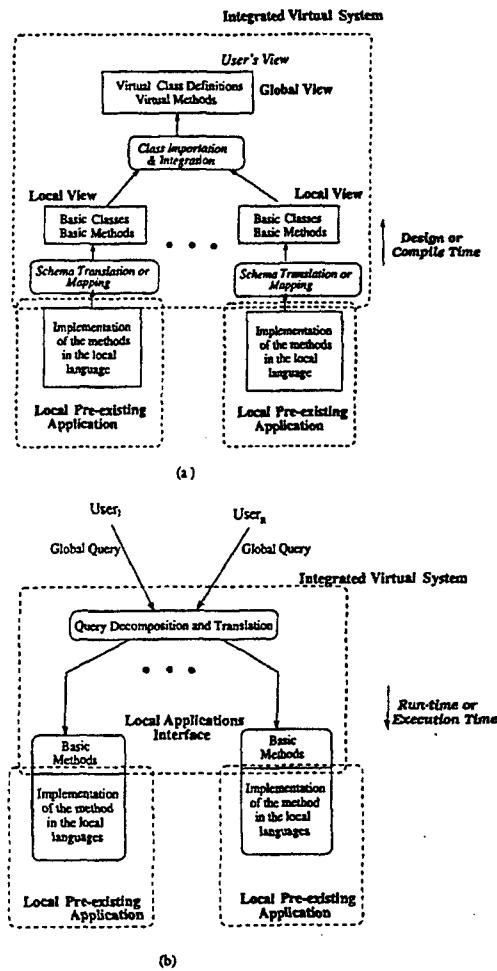 Integrated Virtual System
User's View
Virtual Class Definitions
Virtual Methods
Global View
Class Importation
& Integration
Local View
Local View
Basic Classes
Basic Methods
Basic Classes
Basic Methods
Design or
Compile Time
Schema Translation or
Mapping
Schema Translation or
Mapping
Implementation
of the methods
in the local
language
Implementation
of the methods
in the local
language
Local Pre-existing
Application
Local Pre-existing
Application
(a)
User₁
Userₙ
Global Query
Global Query
Integrated Virtual System
Query Decomposition and Translation
Run-time or
Execution Time
Local Applications
Interface
Basic
Methods
Basic
Methods
Implementation
of the method
in the local
languages
Implementation
of the method
in the local
languages
Local Pre-existing
Application
Local Pre-existing
Application
(b)